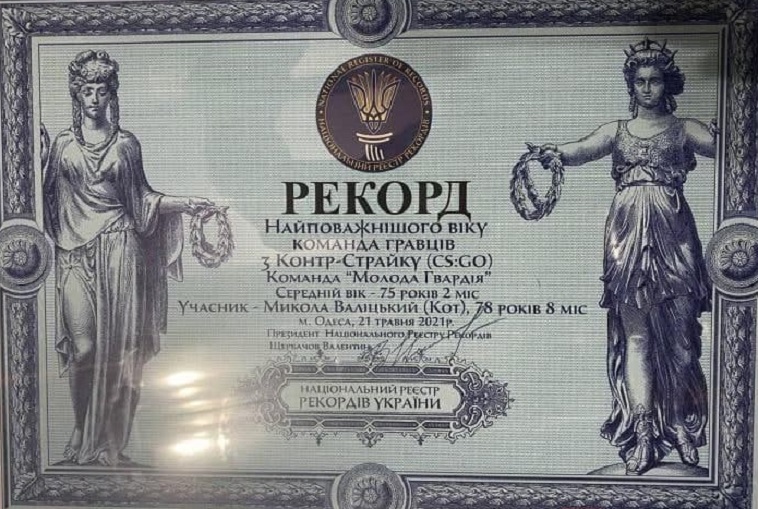 NATIONAL REGISTER OF RECORDS
НАЦІОНАЛЬНИЙ РЕЄСТР РЕКОРДІВ
РЕКОРД
Найповажнішого віку
команда гравців
з Контр-Страйку (CS:GO)
Команда "Молода Гвардія"
Середній вік - 75 років 2 міс
Учасник - Микола Валіцький (Кот), 78 років 8 міс
м. Одеса, 21 травня 2021р.
Президент Національного Реєстру Рекордів
Щербачов Валентин
НАЦІОНАЛЬНИЙ РЕЄСТР
РЕКОРДІВ УКРАЇНИ